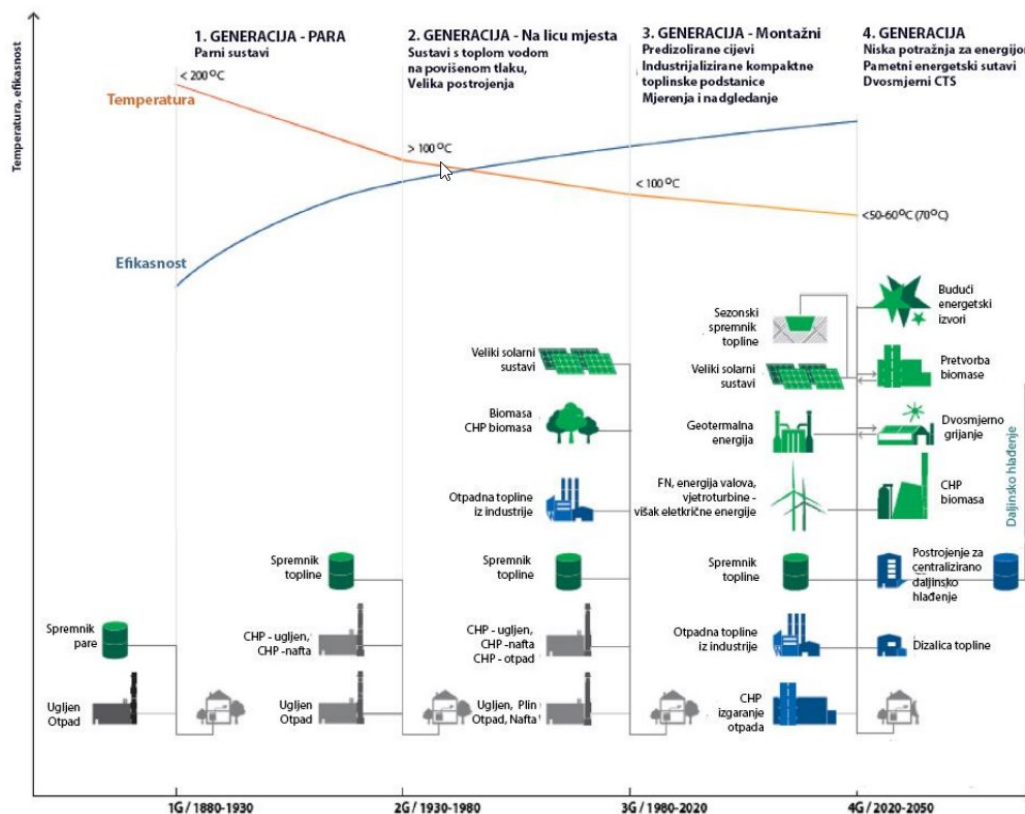 Temperatura, efikasnost
1. GENERACIJA - PARA
Parni sustavi
2. GENERACIJA - Na licu mjesta
Sustavi s toplom vodom
na povišenom tlaku,
Velika postrojenja
3. GENERACIJA - Montažni
Predizolirane cijevi
Industrijalizirane kompaktne
toplinske podstanice
Mjerenja i nadgledanje
4. GENERACIJA
Niska potražnja za energijom
Pametni energetski sutavi
Dvosmjerni CTS
< 200°C
Temperatura
> 100°C
< 100°C
<50-60°C (70°C)
Efikasnost
Spremnik
pare
Ugljen
Otpad
Spremnik
topline
CHP - ugljen,
CHP -nafta
Ugljen
Otpad
Veliki solarni
sustavi
Biomasa
CHP biomasa
Otpadna topline
iz industrije
Spremnik
topline
CHP - ugljen,
CHP -nafta
CHP - otpad
Ugljen, Plin
Otpad, Nafta
Sezonski
spremnik
topline
Veliki solarni
sustavi
Geotermalna
energija
FN, energija valova,
vjetroturbine -
višak eletkrične energije
Spremnik
topline
Otpadna topline
iz industrije
CHP
izgaranje
otpada
Budući
energetski
izvori
Pretvorba
biomase
Dvosmjerno
grijanje
CHP
biomasa
Postrojenje za
centralizirano
daljinsko
hlađenje
Dizalica topline
Daljinsko hlađenje
1G / 1880-1930
2G / 1930-1980
3G / 1980-2020
4G / 2020-2050